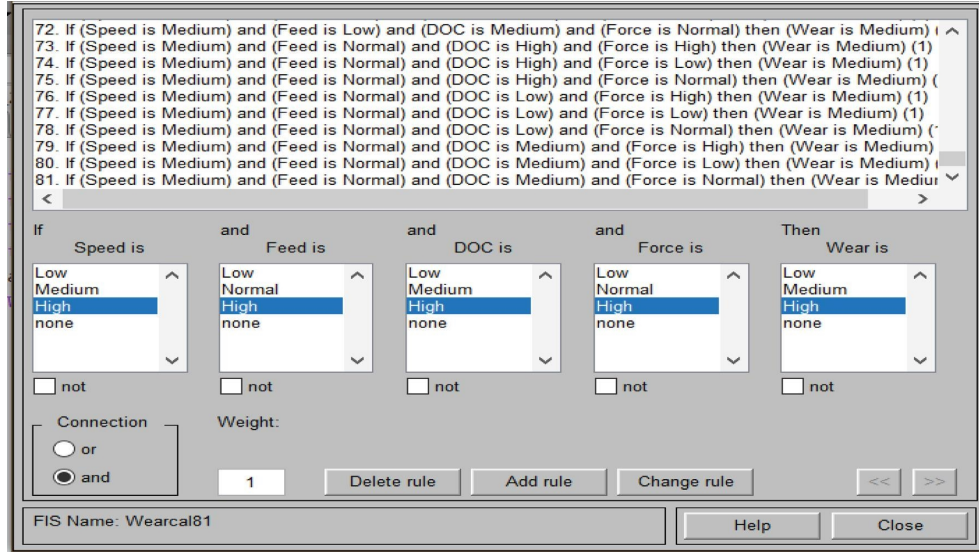 72. If (Speed is Medium) and (Feed is Low) and (DOC is Medium) and (Force is Normal) then (Wear is Medium) (
73. If (Speed is Medium) and (Feed is Normal) and (DOC is High) and (Force is High) then (Wear is Medium) (1)
74. If (Speed is Medium) and (Feed is Normal) and (DOC is High) and (Force is Low) then (Wear is Medium) (1)
75. If (Speed is Medium) and (Feed is Normal) and (DOC is High) and (Force is Normal) then (Wear is Medium) (
76. If (Speed is Medium) and (Feed is Normal) and (DOC is Low) and (Force is High) then (Wear is Medium) (1)
77. If (Speed is Medium) and (Feed is Normal) and (DOC is Low) and (Force is Low) then (Wear is Medium) (1)
78. If (Speed is Medium) and (Feed is Normal) and (DOC is Low) and (Force is Normal) then (Wear is Medium) (
79. If (Speed is Medium) and (Feed is Normal) and (DOC is Medium) and (Force is High) then (Wear is Medium)
80. If (Speed is Medium) and (Feed is Normal) and (DOC is Medium) and (Force is Low) then (Wear is Medium) (
81. If (Speed is Medium) and (Feed is Normal) and (DOC is Medium) and (Force is Normal) then (Wear is
If and and and Then
Speed is Feed is DOC is Force is Wear is
Low Low Low Low Low
Medium Normal Medium Normal Medium
High High High High High
none none none none none
not not not not not
Connection Weight:
or
and 1 Delete rule Add rule Change rule << >>
FIS Name: Wearcal81 Help Close